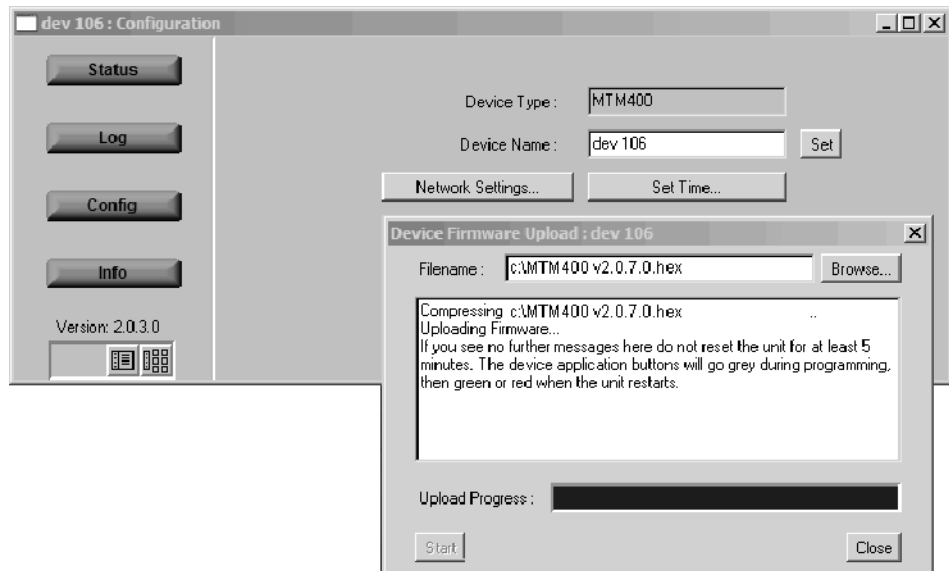 dev 106 : Configuration
Status
Log
Config
Info
Version: 2.0.3.0
Device Type :
MTM400
Device Name :
dev 106
Set
Network Settings...
Set Time...
Device Firmware Upload : dev 106
Filename :
c:\MTM400 v2.0.7.0.hex
Browse...
Compressing c:\MTM400 v2.0.7.0.hex ..
Uploading Firmware...
If you see no further messages here do not reset the unit for at least 5
minutes. The device application buttons will go grey during programming,
then green or red when the unit restarts.
Upload Progress :
Start
Close